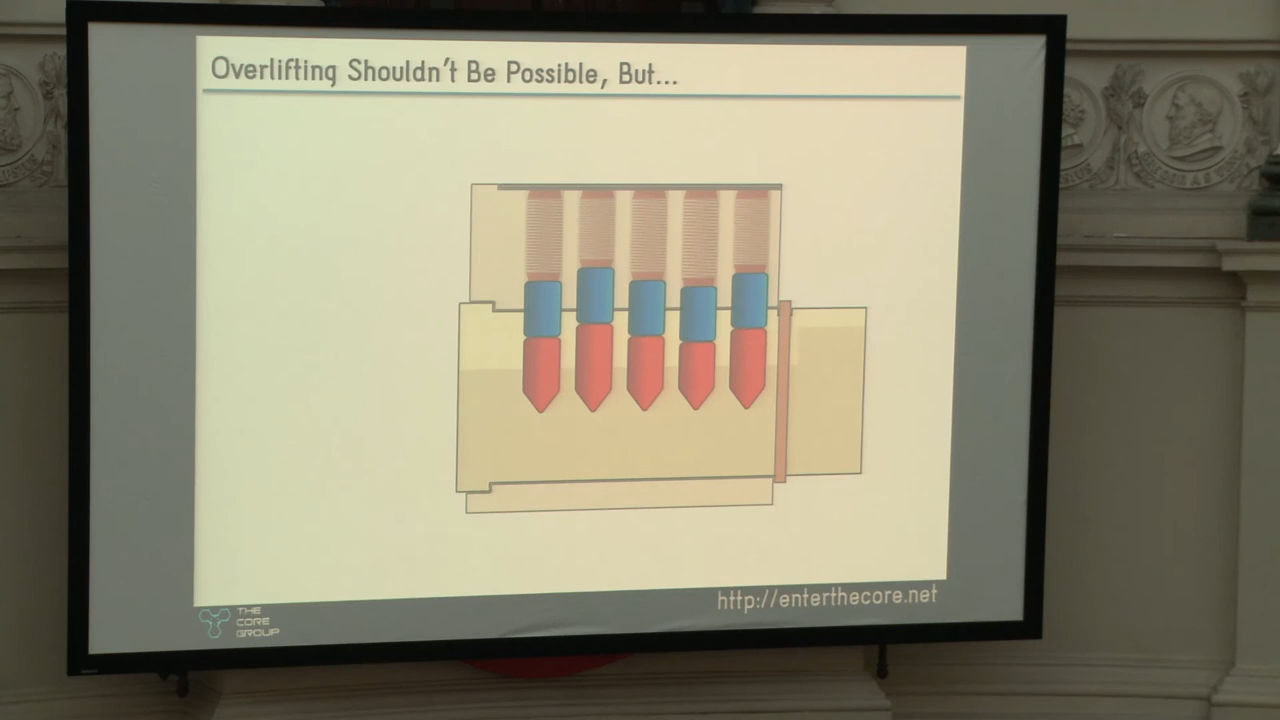 Overlifting Shouldn't Be Possible, But...
http://enterthecore.net
THE
CORE
GROUP